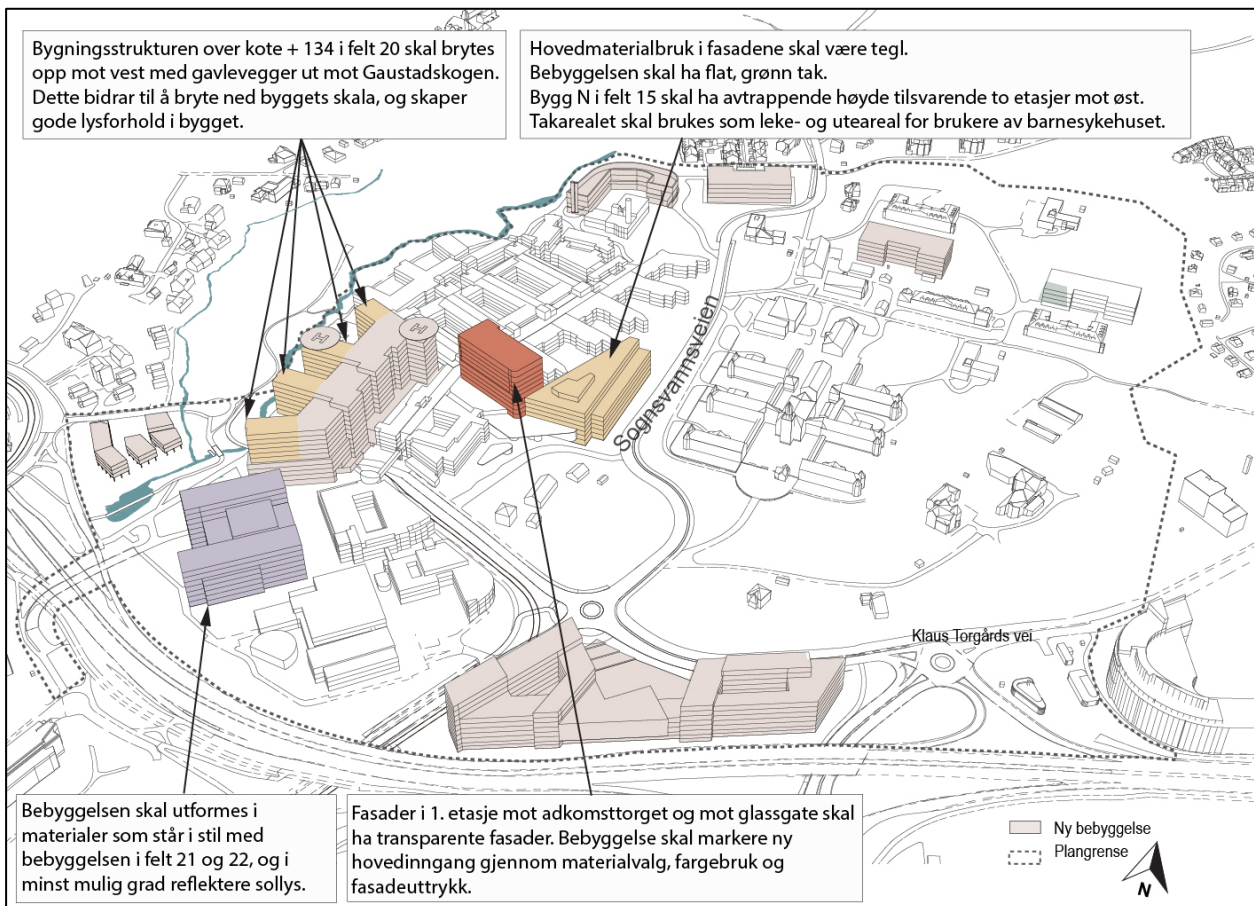 Bygningsstrukturen over kote + 134 i felt 20 skal brytes
opp mot vest med gavlevegger ut mot Gaustadskogen.
Dette bidrar til å bryte ned byggets skala, og skaper
gode lysforhold i bygget.
Hovedmaterialbruk i fasadene skal være tegl.
Bebyggelsen skal ha flat, grønn tak.
Bygg N i felt 15 skal ha avtrappende høyde tilsvarende to etasjer mot øst.
Takarealet skal brukes som leke- og uteareal for brukere av barnesykehuset.
H
H
Sognsvannsveien
Klaus Torgårds vei
Bebyggelsen skal utformes i
materialer som står i stil med
bebyggelsen i felt 21 og 22, og i
minst mulig grad reflektere sollys.
Fasader i 1. etasje mot adkomsttorget og mot glassgate skal
ha transparente fasader. Bebyggelse skal markere ny
hovedinngang gjennom materialvalg, fargebruk og
fasadeuttrykk.
Ny bebyggelse
Plangrense
N